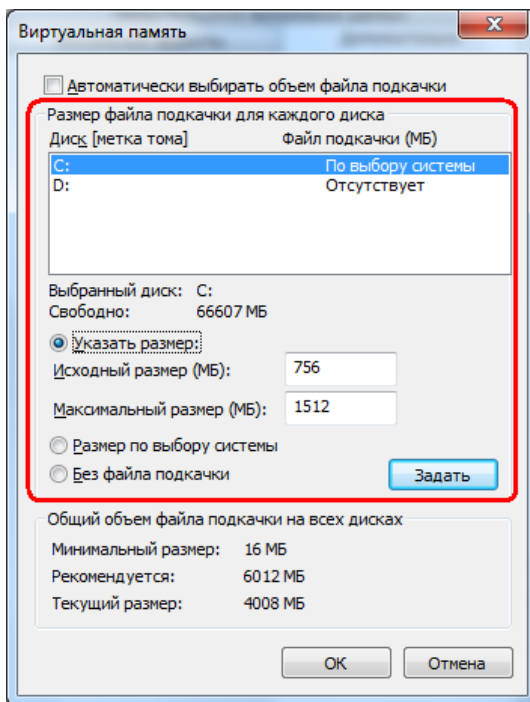 Виртуальная память
Автоматически выбирать объем файла подкачки
Размер файла подкачки для каждого диска
Диск [метка тома] Файл подкачки (МБ)
C: По выбору системы
D: Отсутствует
Выбранный диск: C:
Свободно: 66607 МБ
Указать размер:
Исходный размер (МБ): 756
Максимальный размер (МБ): 1512
Размер по выбору системы
Без файла подкачки Задать
Общий объем файла подкачки на всех дисках
Минимальный размер: 16 МБ
Рекомендуется: 6012 МБ
Текущий размер: 4008 МБ
ОК Отмена